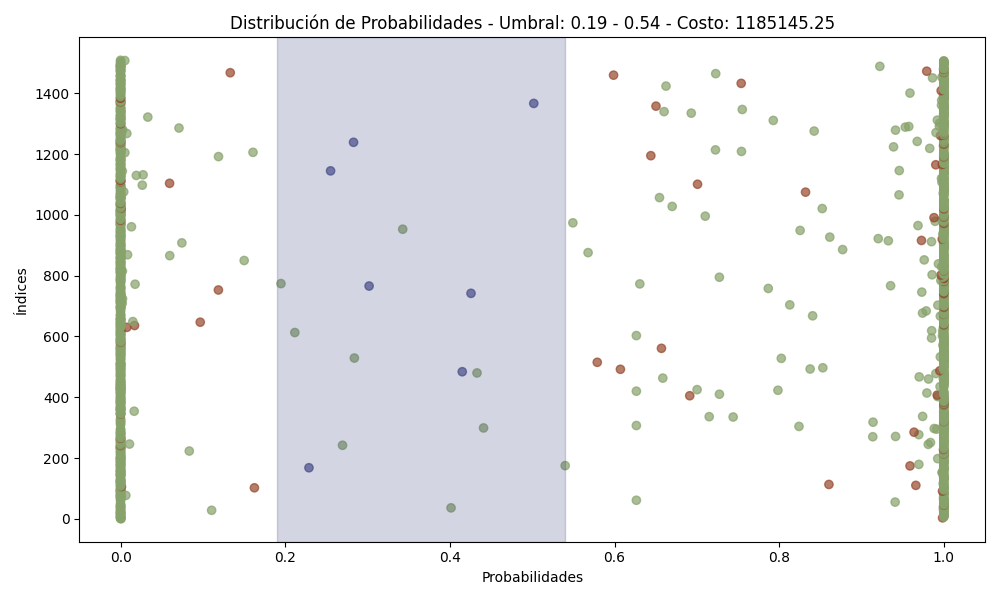 Distribución de Probabilidades - Umbral: 0.19 - 0.54 - Costo: 1185145.25
Índices
1400
1200
1000
800
600
400
200
0
0.0 0.2 0.4 0.6 0.8 1.0
Probabilidades